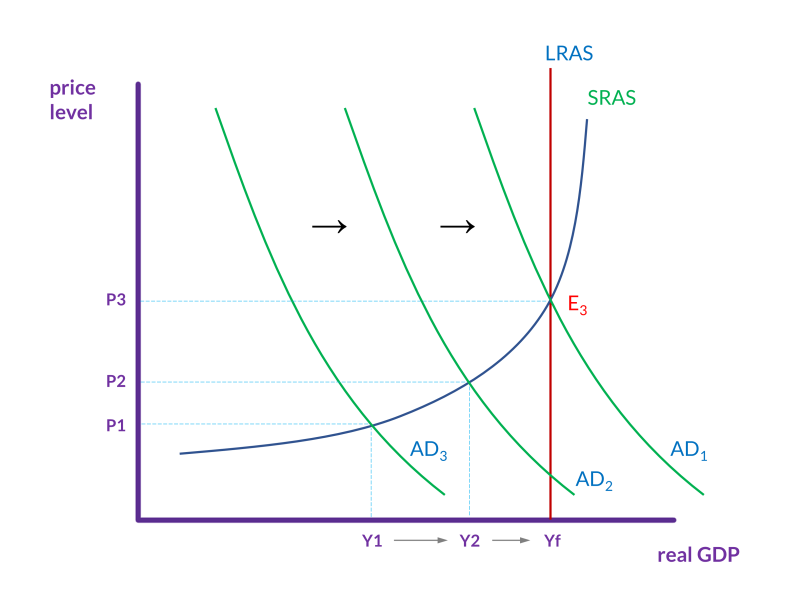 LRAS
price
level
SRAS
P3
E3
P2
P1
AD3
AD1
AD2
Y1
Y2
Yf
real GDP